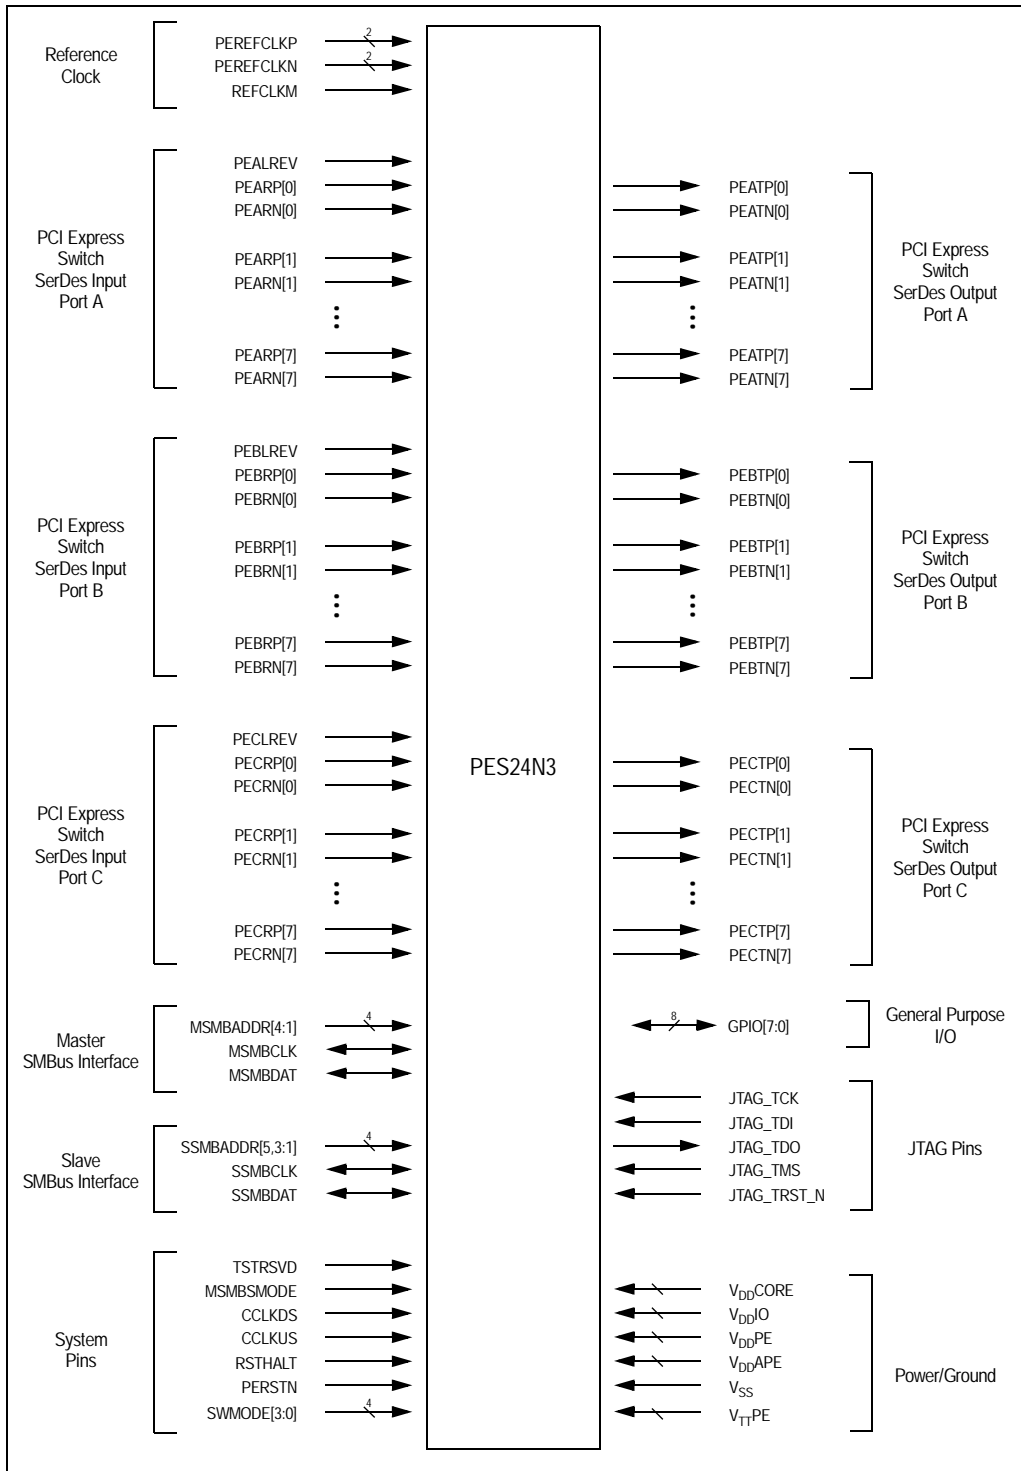 Reference
Clock
PEREFCLKP
2
PEREFCLKN
2
REFCLKM
PCI Express
Switch
SerDes Input
Port A
PEALREV
PEARP[0]
PEARN[0]
PEARP[1]
PEARN[1]
PEARP[7]
PEARN[7]
PCI Express
Switch
SerDes Input
Port B
PEBLREV
PEBRP[0]
PEBRN[0]
PEBRP[1]
PEBRN[1]
PEBRP[7]
PEBRN[7]
PCI Express
Switch
SerDes Input
Port C
PECLREV
PECRP[0]
PECRN[0]
PECRP[1]
PECRN[1]
PECRP[7]
PECRN[7]
Master
SMBus Interface
MSMBADDR[4:1]
4
MSMBCLK
MSMBDAT
Slave
SMBus Interface
SSMBADDR[5,3:1]
4
SSMBCLK
SSMBDAT
System
Pins
TSTRSVD
MSMBSMODE
CCLKDS
CCLKUS
RSTHALT
PERSTN
SWMODE[3:0]
4
PES24N3
PEATP[0]
PEATN[0]
PEATP[1]
PEATN[1]
PEATP[7]
PEATN[7]
PCI Express
Switch
SerDes Output
Port A
PEBTP[0]
PEBTN[0]
PEBTP[1]
PEBTN[1]
PEBTP[7]
PEBTN[7]
PCI Express
Switch
SerDes Output
Port B
PECTP[0]
PECTN[0]
PECTP[1]
PECTN[1]
PECTP[7]
PECTN[7]
PCI Express
Switch
SerDes Output
Port C
8
GPIO[7:0]
General Purpose
I/O
JTAG_TCK
JTAG_TDI
JTAG_TDO
JTAG_TMS
JTAG_TRST_N
JTAG Pins
VDDCORE
VDDIO
VDDPE
VDDAPE
VSS
VTTPE
Power/Ground